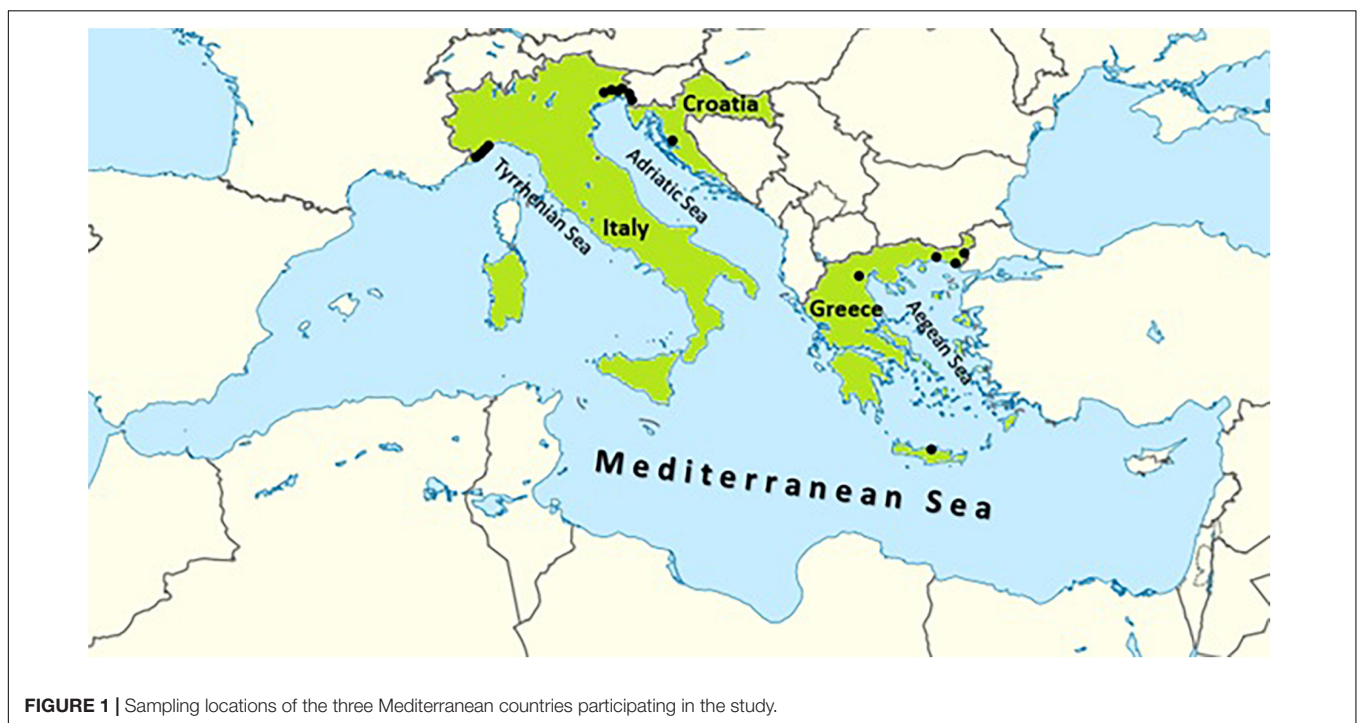 Croatia
Adriatic Sea
Tyrrhenian Sea
Italy
Greece
Aegean Sea
Mediterranean Sea
FIGURE 1 | Sampling locations of the three Mediterranean countries participating in the study.